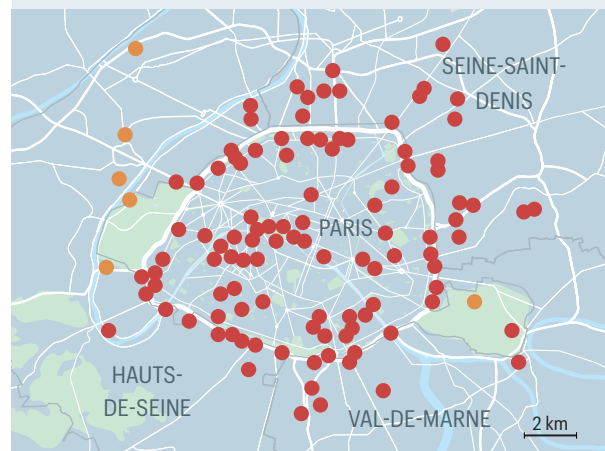 SEINE-SAINT-
DENIS
PARIS
HAUTS-
DE-SEINE
VAL-DE-MARNE
2 km